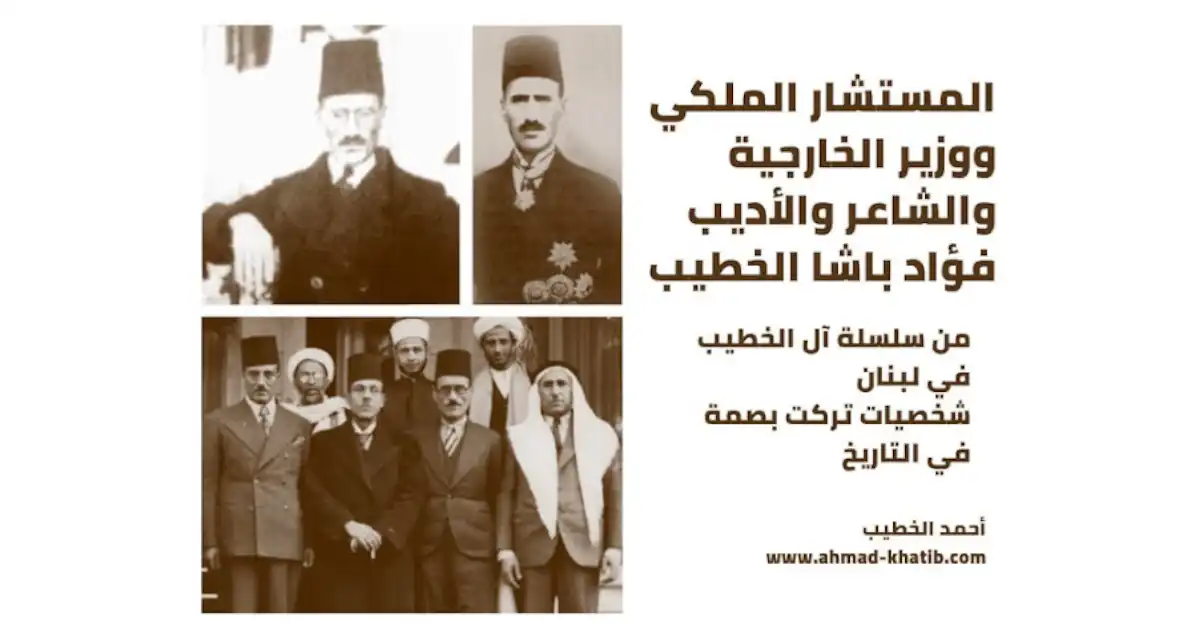 المستشار الملكي
ووزير الخارجية
والشاعر والأديب
فؤاد باشا الخطيب
من سلسلة آل الخطيب
في لبنان
شخصيات تركت بصمة
في التاريخ
أحمد الخطيب
www.ahmad-khatib.com